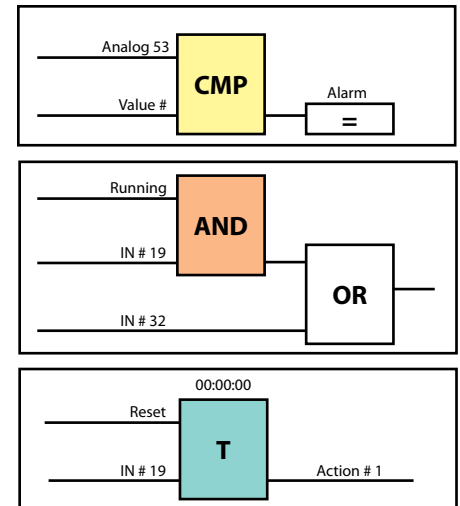 Analog 53
CMP
Value #
Alarm
=
Running
AND
IN # 19
OR
IN # 32
00:00:00
Reset
T
IN # 19
Action # 1